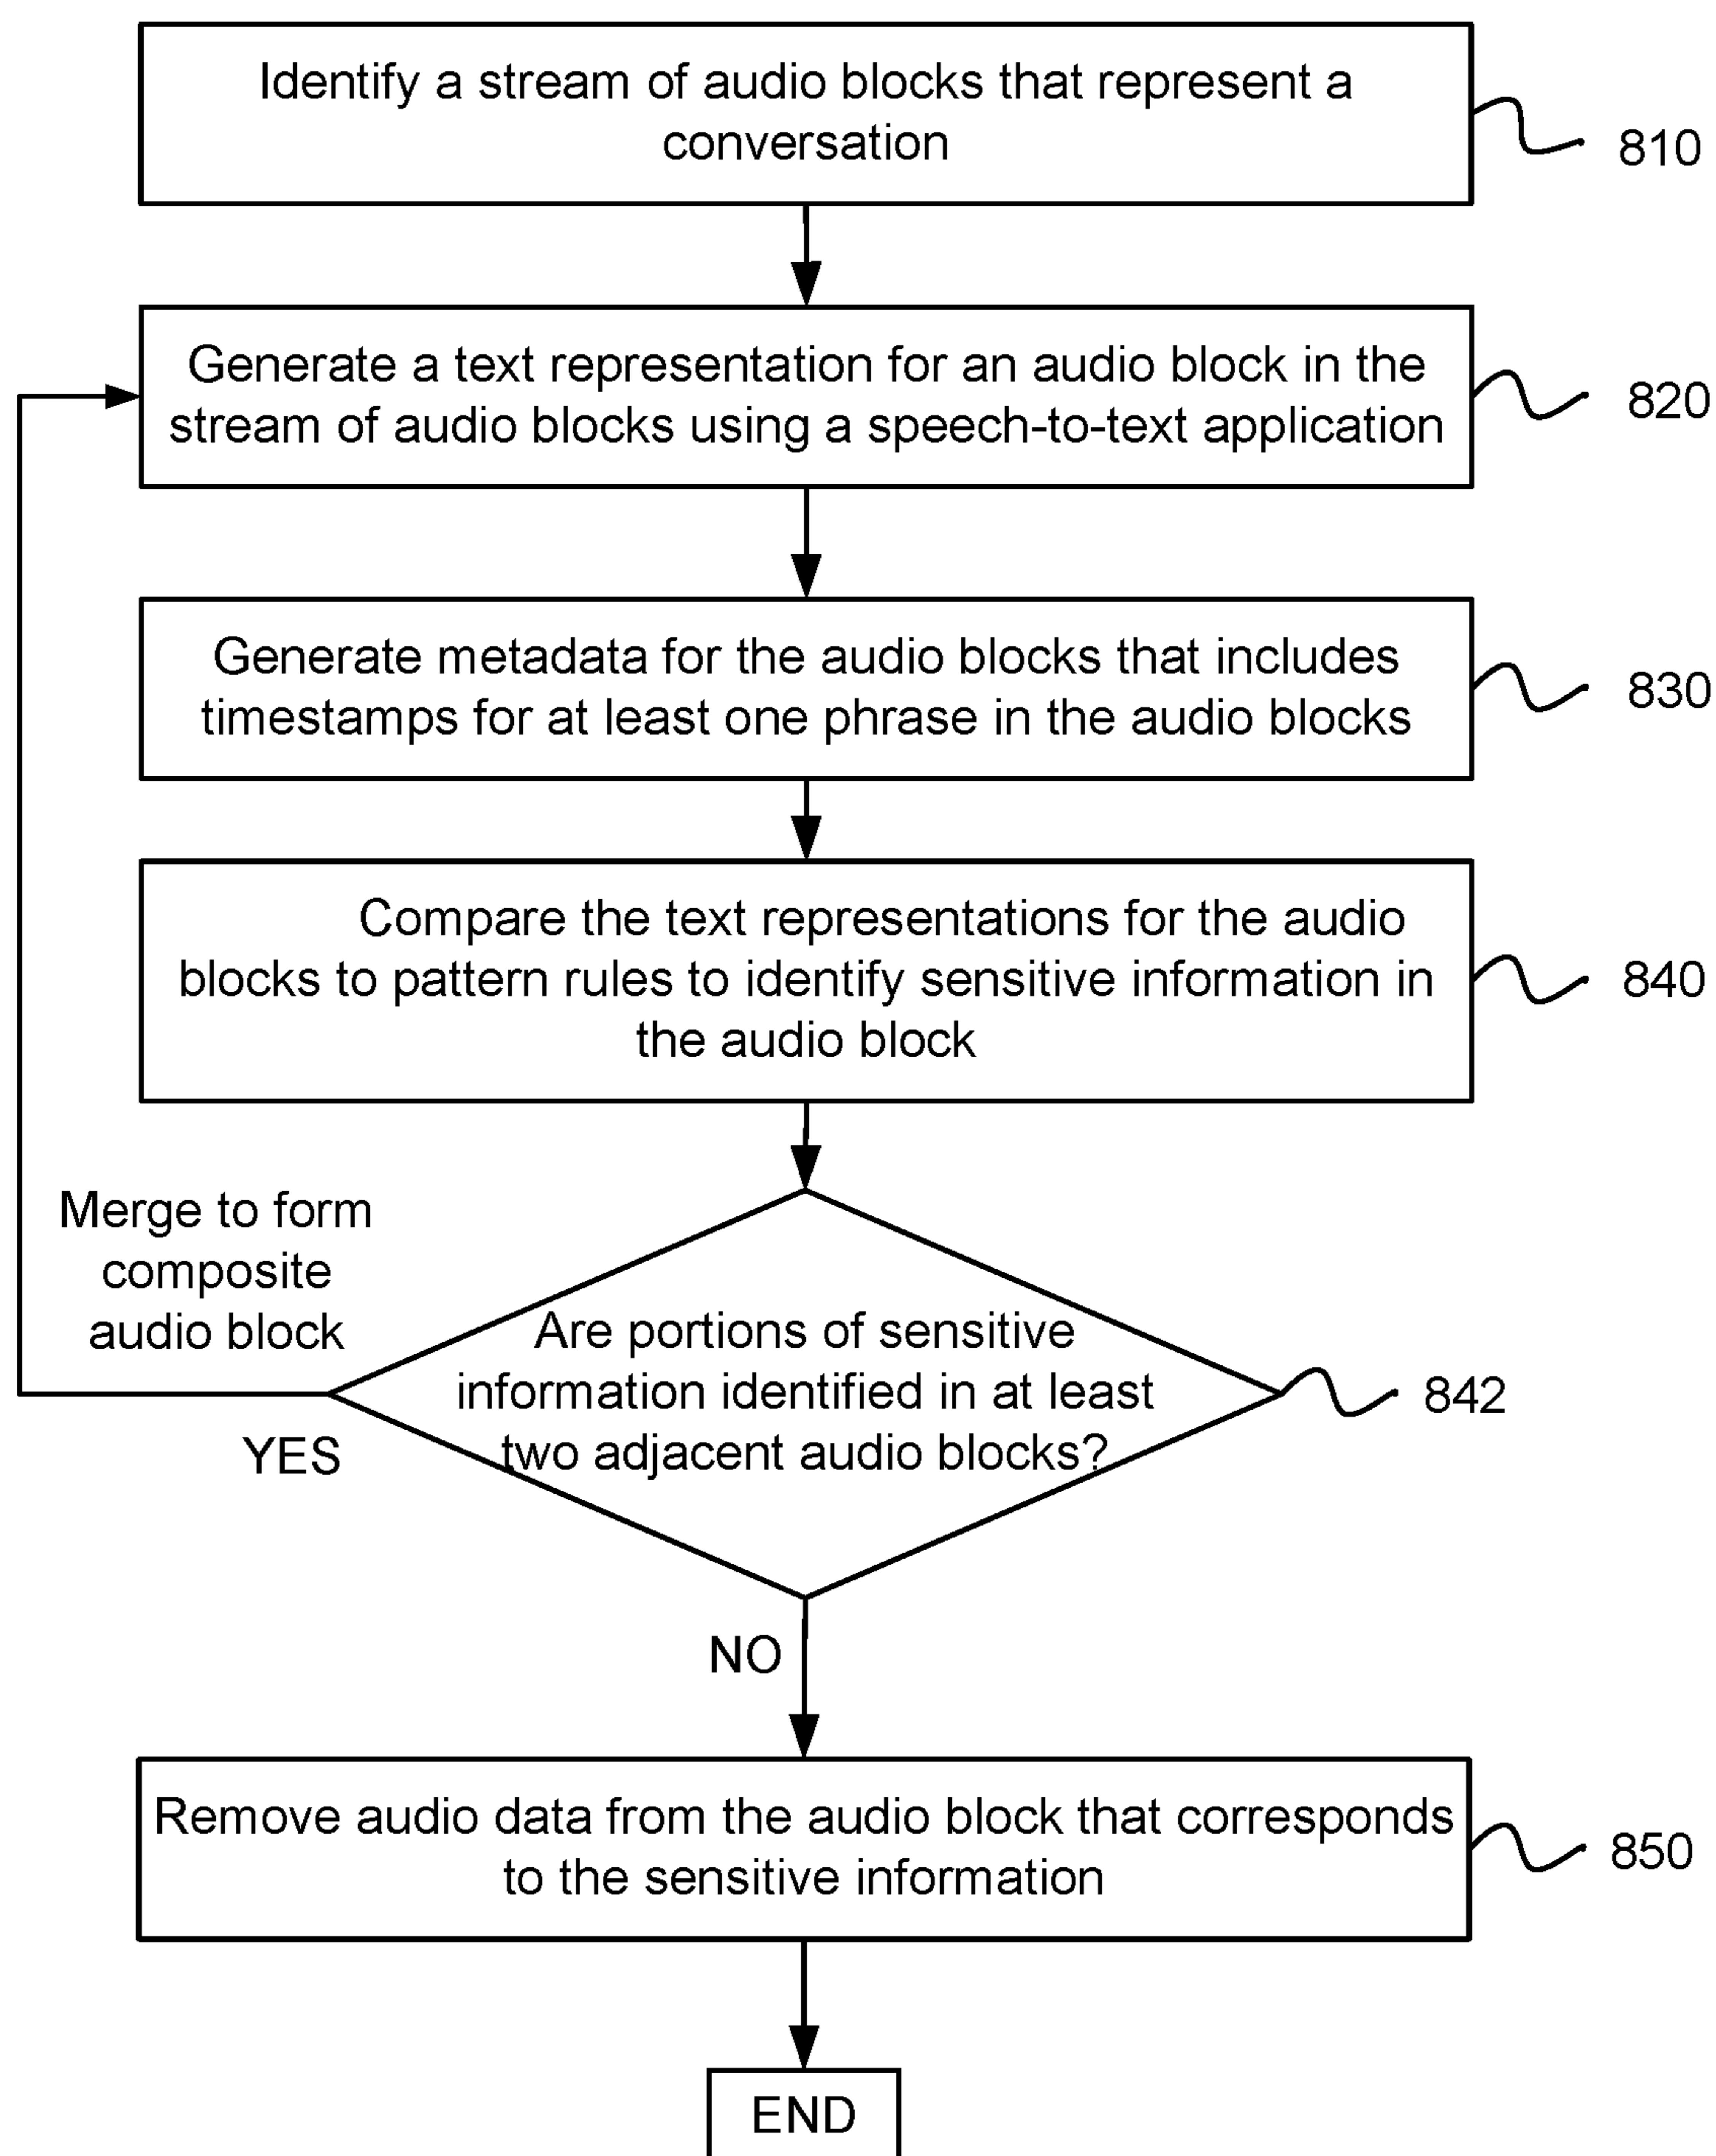 Identify a stream of audio blocks that represent a
conversation
810
Generate a text representation for an audio block in the
stream of audio blocks using a speech-to-text application
820
Generate metadata for the audio blocks that includes
timestamps for at least one phrase in the audio blocks
830
Compare the text representations for the audio
blocks to pattern rules to identify sensitive information in
the audio block
840
Merge to form
composite
audio block
YES
Are portions of sensitive
information identified in at least
two adjacent audio blocks?
842
NO
Remove audio data from the audio block that corresponds
to the sensitive information
850
END